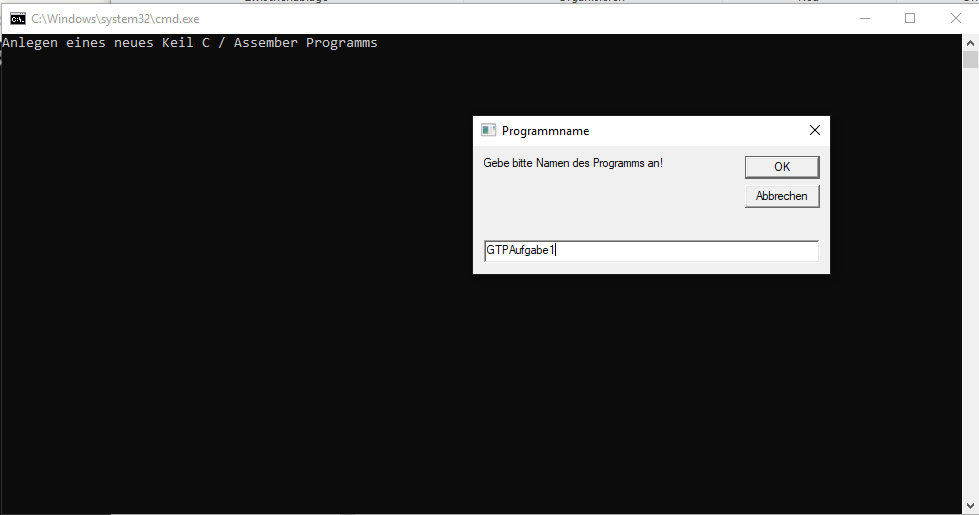 C:\Windows\system32\cmd.exe
Anlegen eines neues Keil C / Assember Programms
Programmname
Gebe bitte Namen des Programms an!
OK
Abbrechen
GTPAufgabe1